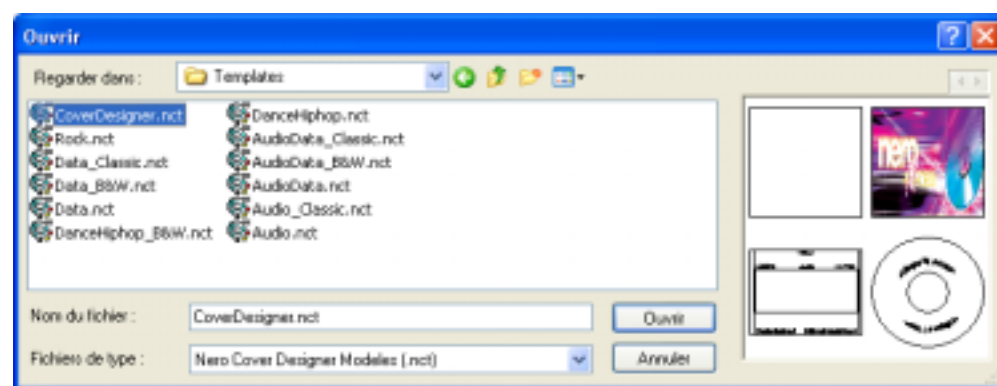 Ouvrir
Regarder dans :
Templates
CoverDesigner.nct
Rock.nct
Data_Classic.nct
Data_B&W.nct
Data.nct
DanceHiphop_B&W.nct
DanceHiphop.nct
AudioData_Classic.nct
AudioData_B&W.nct
AudioData.nct
Audio_Classic.nct
Audio.nct
nero
Nom du fichier :
CoverDesigner.nct
Ouvrir
Fichiers de type :
Nero Cover Designer Modeles (.nct)
Annuler